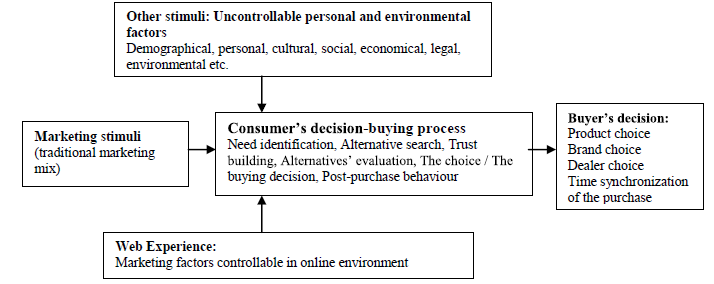 Other stimuli: Uncontrollable personal and environmental
factors
Demographical, personal, cultural, social, economical, legal,
environmental etc.
Marketing stimuli
(traditional marketing
mix)
Consumer's decision-buying process
Need identification, Alternative search, Trust
building, Alternatives' evaluation, The choice / The
buying decision, Post-purchase behaviour
Buyer's decision:
Product choice
Brand choice
Dealer choice
Time synchronization
of the purchase
Web Experience:
Marketing factors controllable in online environment